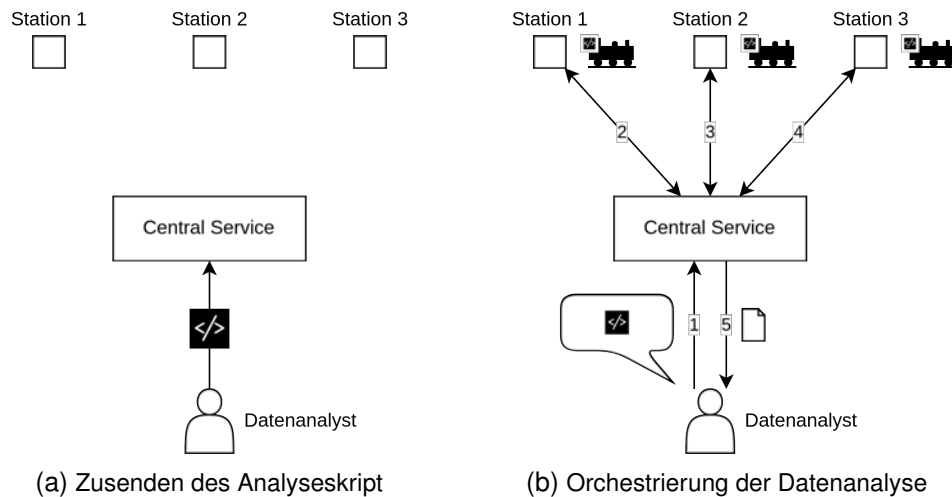 Station 1 Station 2 Station 3
Central Service
</>
Datenanalyst
(a) Zusenden des Analyseskript
Station 1 Station 2 Station 3
</> </> </>
2 3 4
Central Service
</> 1 5
Datenanalyst
(b) Orchestrierung der Datenanalyse